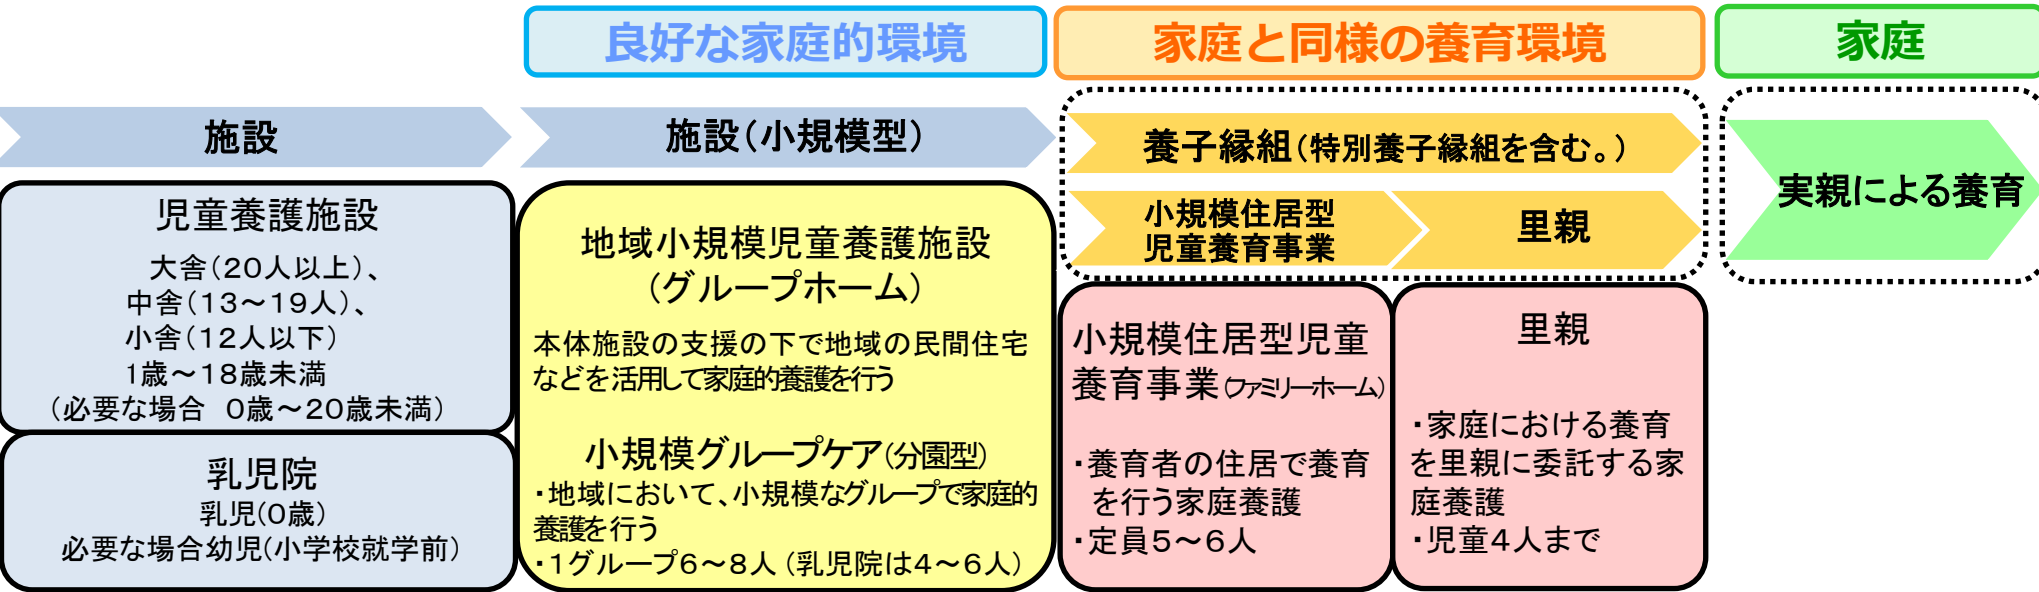 良好な家庭的環境
家庭と同様の養育環境
家庭
施設
施設(小規模型)
養子縁組(特別養子縁組を含む。)
小規模住居型
児童養育事業
里親
実親による養育
児童養護施設
大舎(20人以上)、
中舎(13～19人)、
小舎(12人以下)
1歳～18歳未満
(必要な場合　0歳～20歳未満)
乳児院
乳児(0歳)
必要な場合幼児(小学校就学前)
地域小規模児童養護施設
(グループホーム)
本体施設の支援の下で地域の民間住宅
などを活用して家庭的養護を行う
小規模グループケア(分園型)
・地域において、小規模なグループで家庭的
養護を行う
・1グループ6～8人(乳児院は4～6人)
小規模住居型児童
養育事業(ファミリーホーム)
・養育者の住居で養育
を行う家庭養護
・定員5～6人
里親
・家庭における養育
を里親に委託する家
庭養護
・児童4人まで